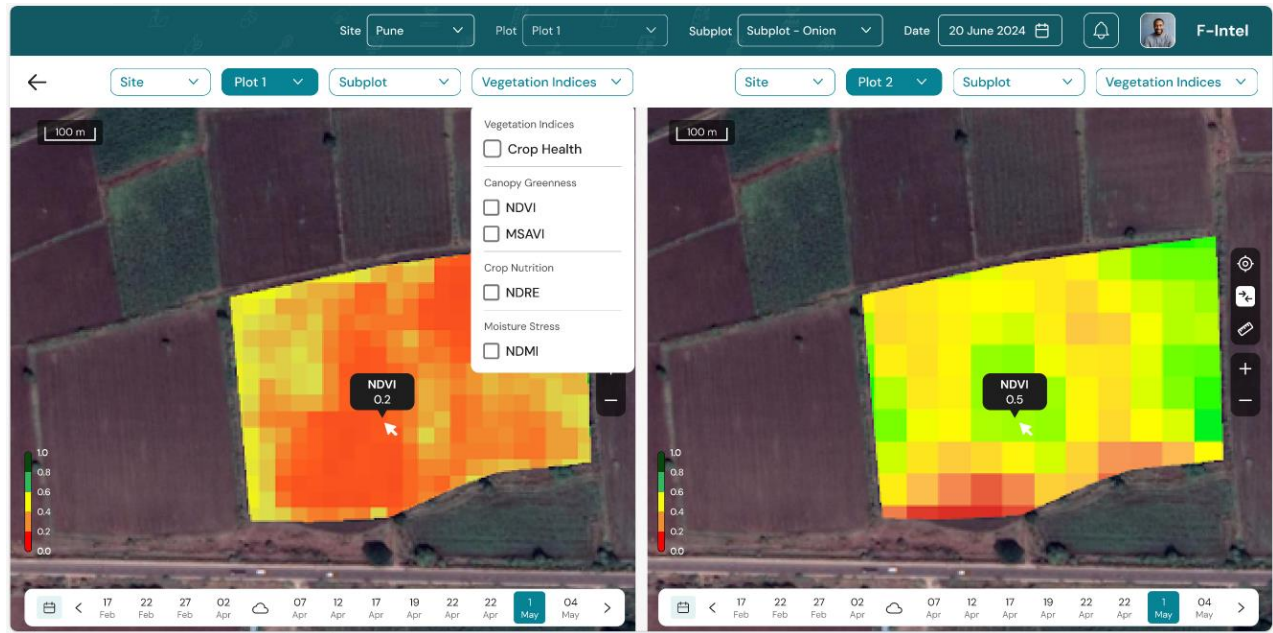 Site Pune Plot Plot 1 Subplot Subplot - Onion Date 20 June 2024 F-Intel
Site Plot 1 Subplot Vegetation Indices Site Plot 2 Subplot Vegetation Indices
100 m
Vegetation Indices
Crop Health
Canopy Greenness
NDVI
MSAVI
Crop Nutrition
NDRE
Moisture Stress
NDMI
NDVI
0.2
1.0
0.8
0.6
0.4
0.2
0.0
17 22 27 02 07 12 17 19 22 22 1 04
Feb Feb Feb Apr Apr Apr Apr Apr Apr Apr May May
100 m
NDVI
0.5
1.0
0.8
0.6
0.4
0.2
0.0
17 22 27 02 07 12 17 19 22 22 1 04
Feb Feb Feb Apr Apr Apr Apr Apr Apr Apr May May